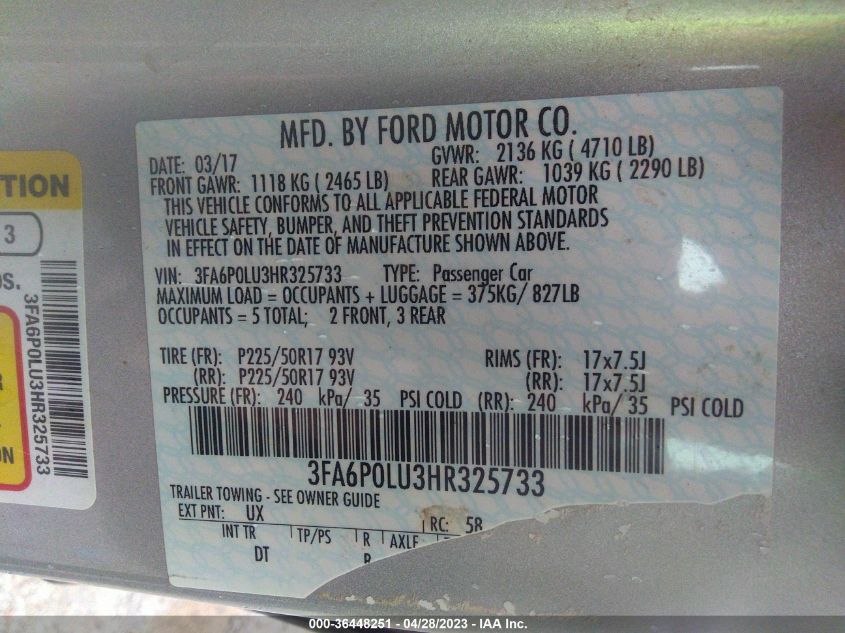 MFD. BY FORD MOTOR CO.
DATE: 03/17 GVWR: 2136 KG ( 4710 LB)
FRONT GAWR: 1118 KG ( 2465 LB) REAR GAWR: 1039 KG ( 2290 LB)
THIS VEHICLE CONFORMS TO ALL APPLICABLE FEDERAL MOTOR
VEHICLE SAFETY, BUMPER, AND THEFT PREVENTION STANDARDS
IN EFFECT ON THE DATE OF MANUFACTURE SHOWN ABOVE.
VIN: 3FA6P0LU3HR325733 TYPE: Passenger Car
MAXIMUM LOAD = OCCUPANTS + LUGGAGE = 375KG/ 827LB
OCCUPANTS = 5 TOTAL; 2 FRONT, 3 REAR
TIRE (FR): P225/50R17 93V RIMS (FR): 17x7.5J
(RR): P225/50R17 93V (RR): 17x7.5J
PRESSURE (FR): 240 kPa/ 35 PSI COLD (RR): 240 kPa/ 35 PSI COLD
3FA6P0LU3HR325733
TRAILER TOWING - SEE OWNER GUIDE
EXT PNT: UX RC: 58
INT TR TP/PS R AXLE
DT R
3
3FA6P0LU3HR325733
000-36448251 - 04/28/2023 - IAA Inc.